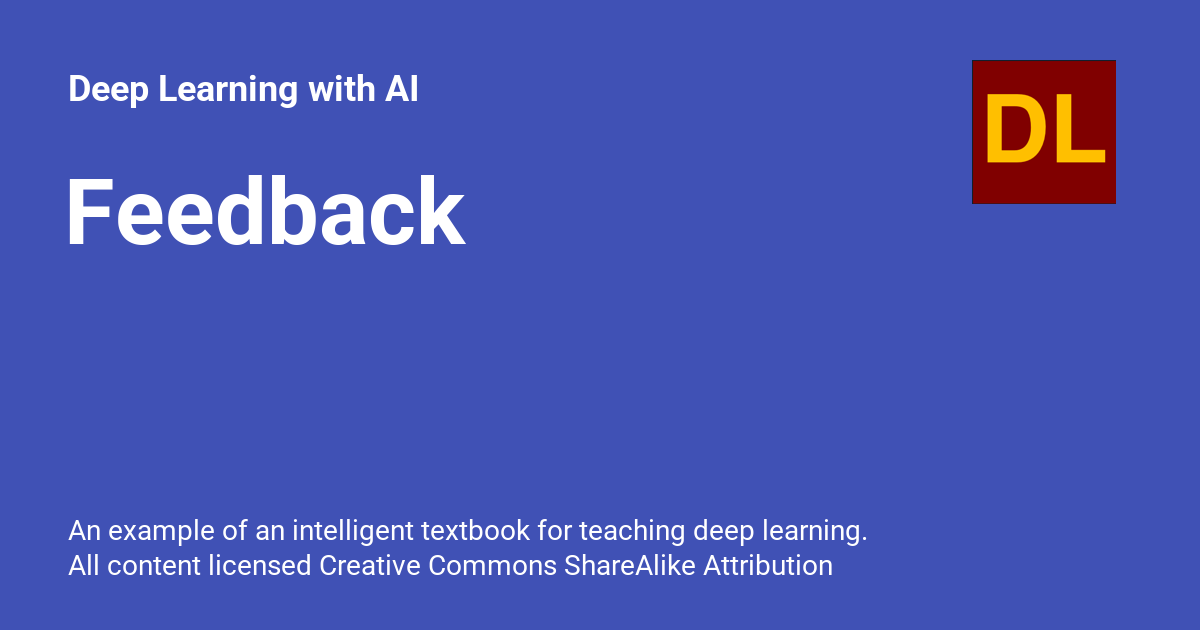 Deep Learning with AI
DL
Feedback
An example of an intelligent textbook for teaching deep learning.
All content licensed Creative Commons ShareAlike Attribution